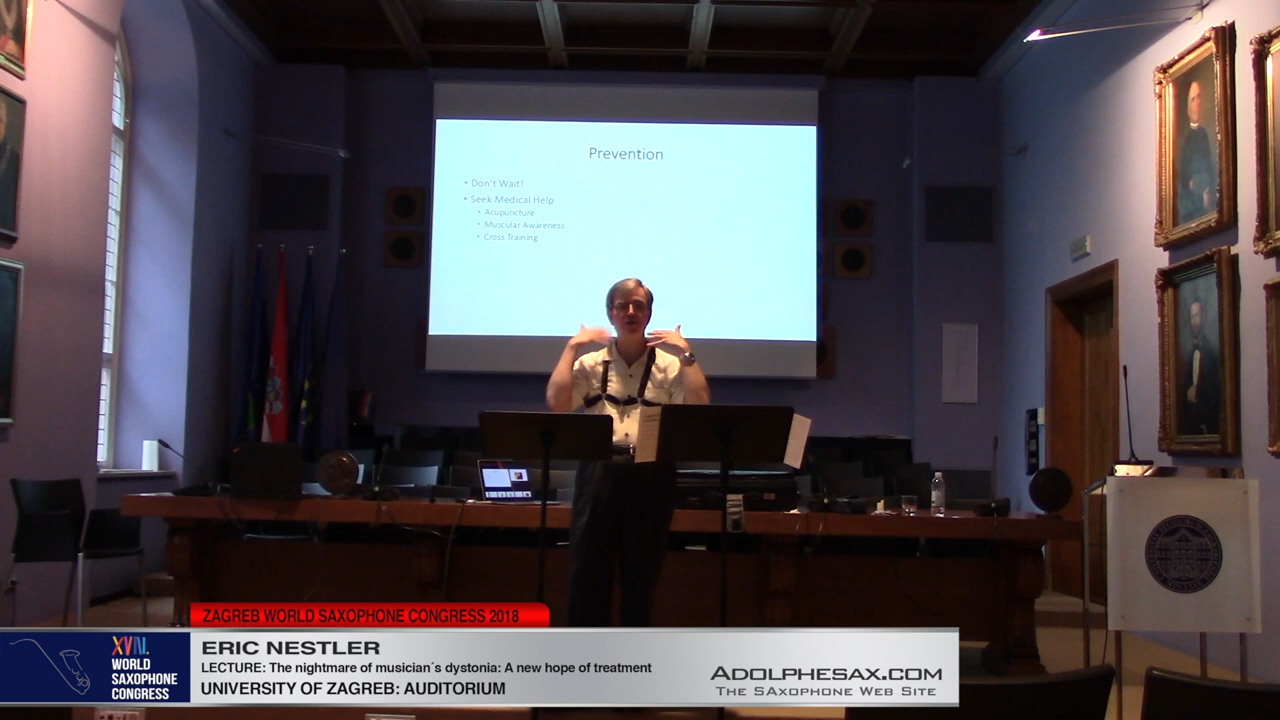 Prevention
• Don't Wait!
• Seek Medical Help
• Acupuncture
• Muscular Awareness
• Cross Training
ZAGREB WORLD SAXOPHONE CONGRESS 2018
XVIII.
WORLD
SAXOPHONE
CONGRESS
ERIC NESTLER
LECTURE: The nightmare of musician´s dystonia: A new hope of treatment
UNIVERSITY OF ZAGREB: AUDITORIUM
ADOLPHESAX.COM
THE SAXOPHONE WEB SITE